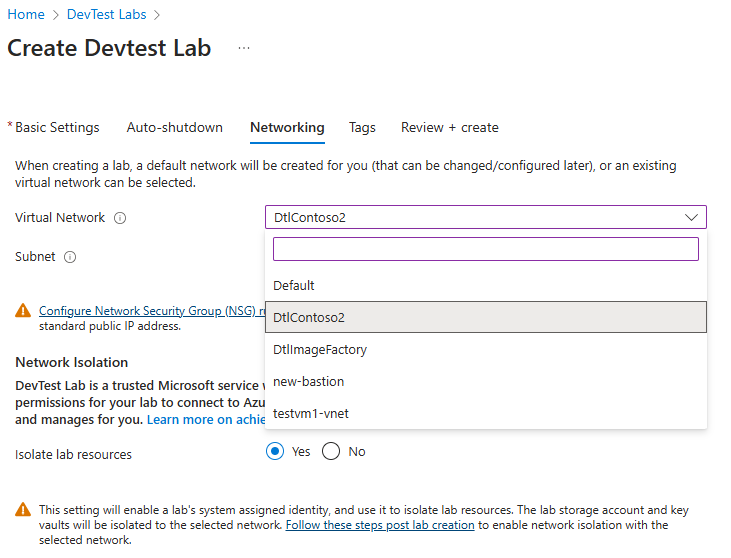 Home > DevTest Labs >
Create Devtest Lab ...
* Basic Settings Auto-shutdown Networking Tags Review + create
When creating a lab, a default network will be created for you (that can be changed/configured later), or an existing
virtual network can be selected.
Virtual Network DtlContoso2
Subnet
Default
DtlContoso2
Configure Network Security Group (NSG)
standard public IP address.
DtlImageFactory
Network Isolation
new-bastion
DevTest Lab is a trusted Microsoft service
permissions for your lab to connect to
testvm1-vnet
and manages for you. Learn more on
Isolate lab resources Yes No
This setting will enable a lab's system assigned identity, and use it to isolate lab resources. The lab storage account and key
vaults will be isolated to the selected network. Follow these steps post lab creation to enable network isolation with the
selected network.